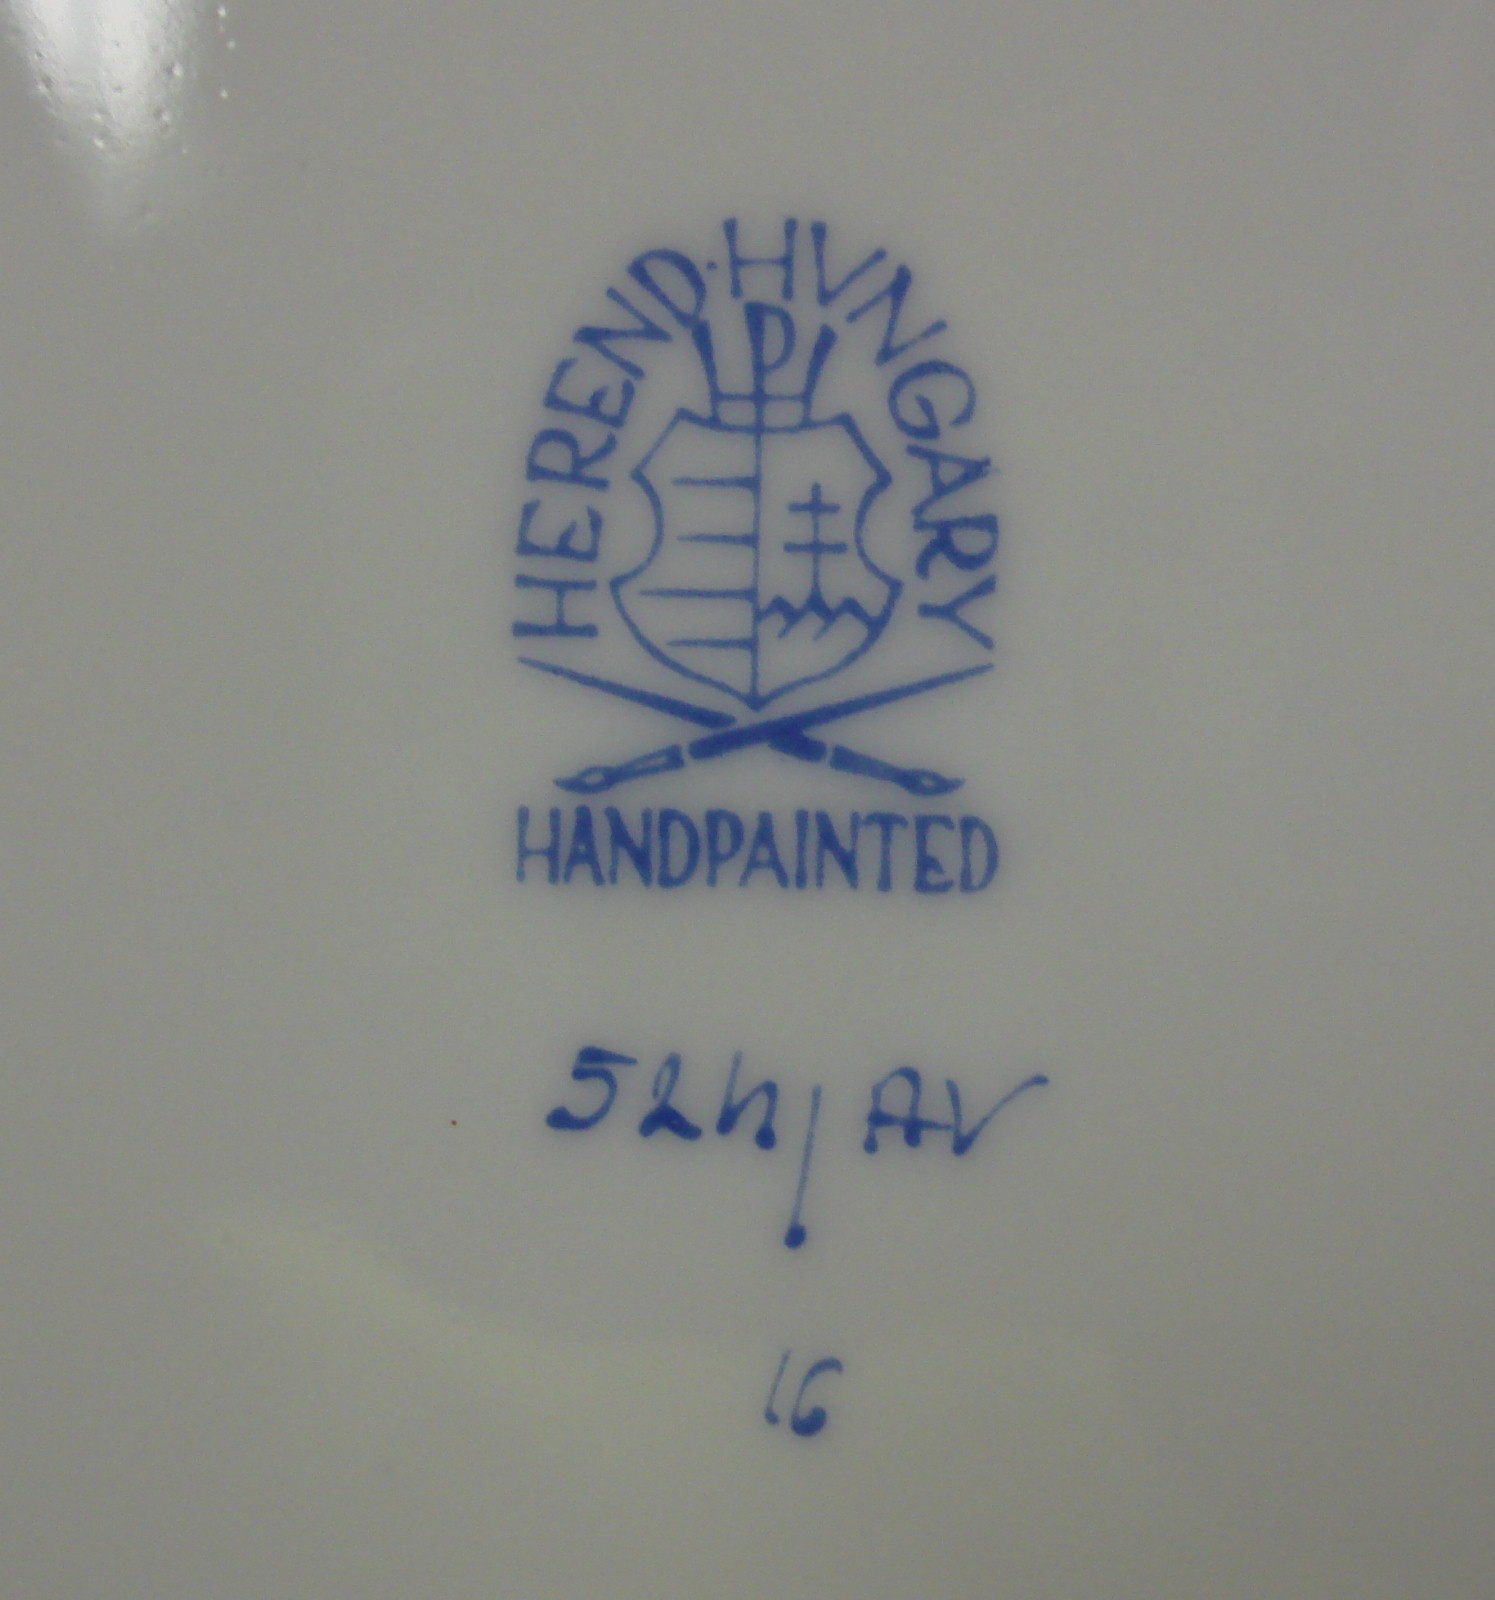 HEREND·HVNGARY
HANDPAINTED
524/AV
16